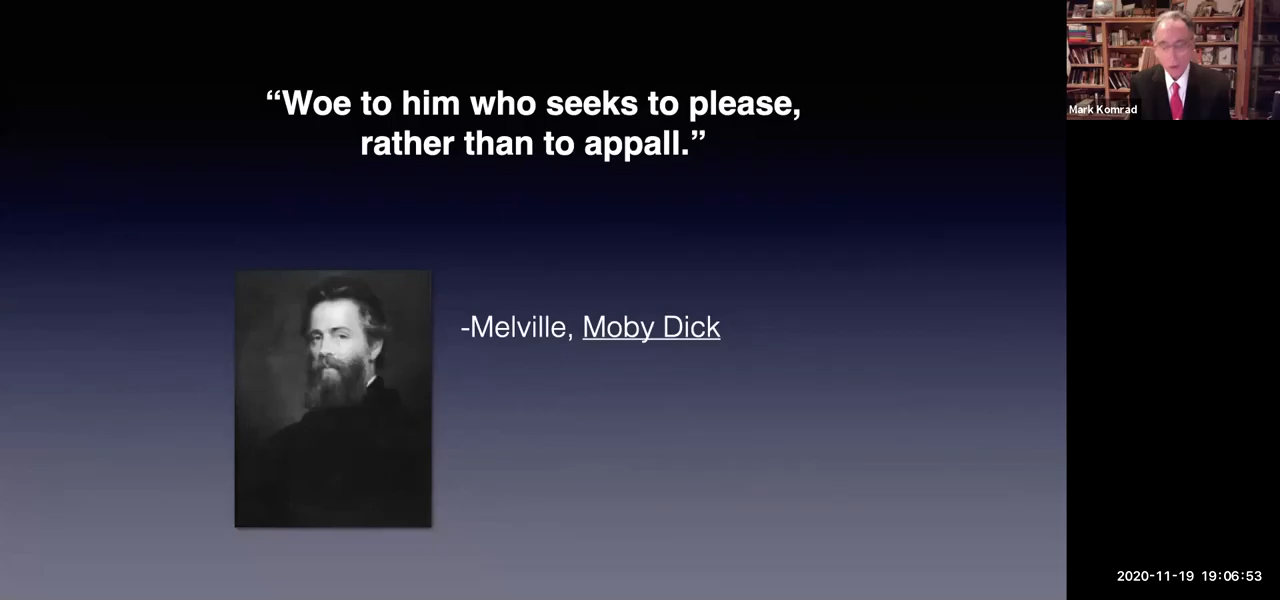 “Woe to him who seeks to please,
rather than to appall.”
-Melville, Moby Dick
Mark Komrad
2020-11-19 19:06:53